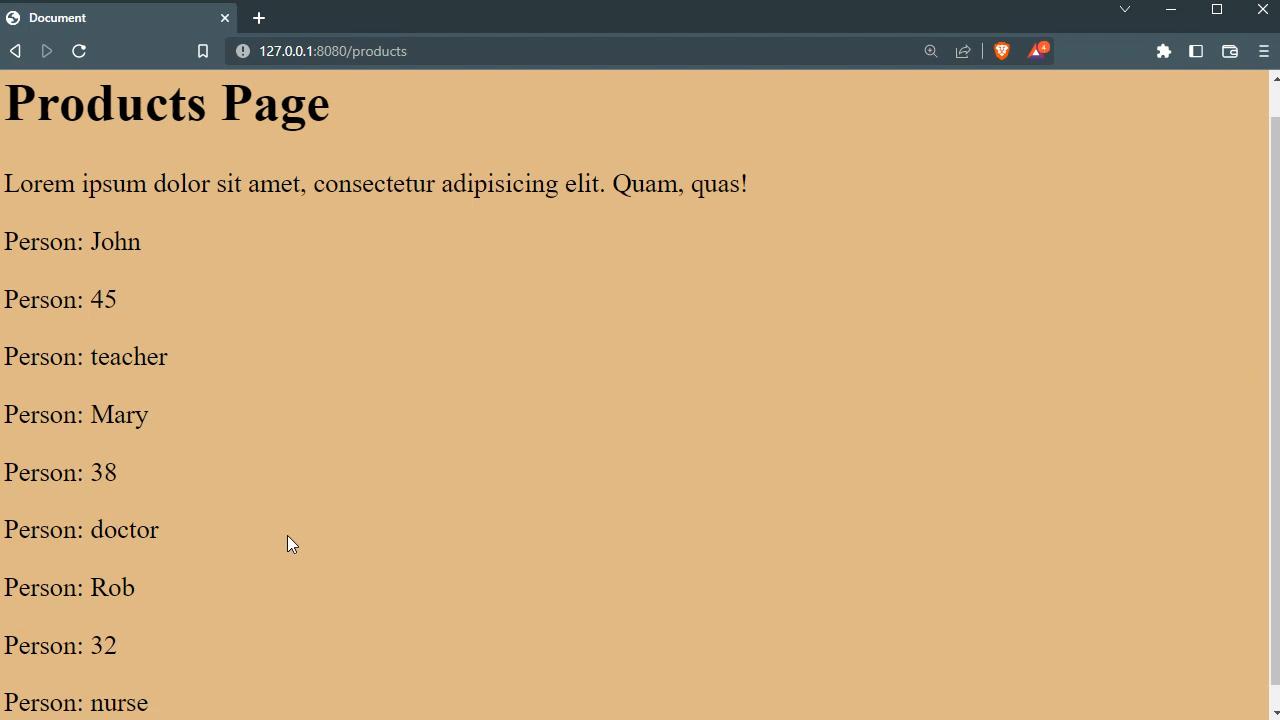 Document
127.0.0.1:8080/products
4
Products Page
Lorem ipsum dolor sit amet, consectetur adipisicing elit. Quam, quas!
Person: John
Person: 45
Person: teacher
Person: Mary
Person: 38
Person: doctor
Person: Rob
Person: 32
Person: nurse